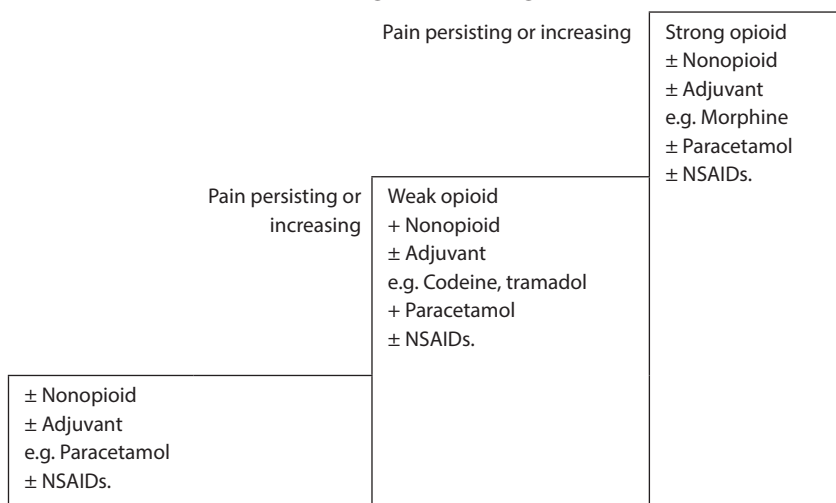 Pain persisting or increasing
Strong opioid
± Nonopioid
± Adjuvant
e.g. Morphine
± Paracetamol
± NSAIDs.
Pain persisting or
increasing
Weak opioid
+ Nonopioid
± Adjuvant
e.g. Codeine, tramadol
+ Paracetamol
± NSAIDs.
± Nonopioid
± Adjuvant
e.g. Paracetamol
± NSAIDs.